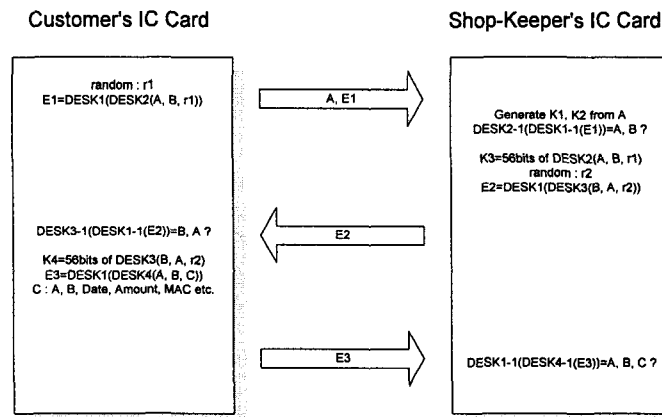 Customer's IC Card
Shop-Keeper's IC Card
random : r1
E1=DESK1(DESK2(A, B, r1))
A, E1
Generate K1, K2 from A
DESK2-1(DESK1-1(E1))=A, B ?
K3=56bits of DESK2(A, B, r1)
random : r2
E2=DESK1(DESK3(B, A, r2))
E2
DESK3-1(DESK1-1(E2))=B, A ?
K4=56bits of DESK3(B, A, r2)
E3=DESK1(DESK4(A, B, C))
C : A, B, Date, Amount, MAC etc.
E3
DESK1-1(DESK4-1(E3))=A, B, C ?